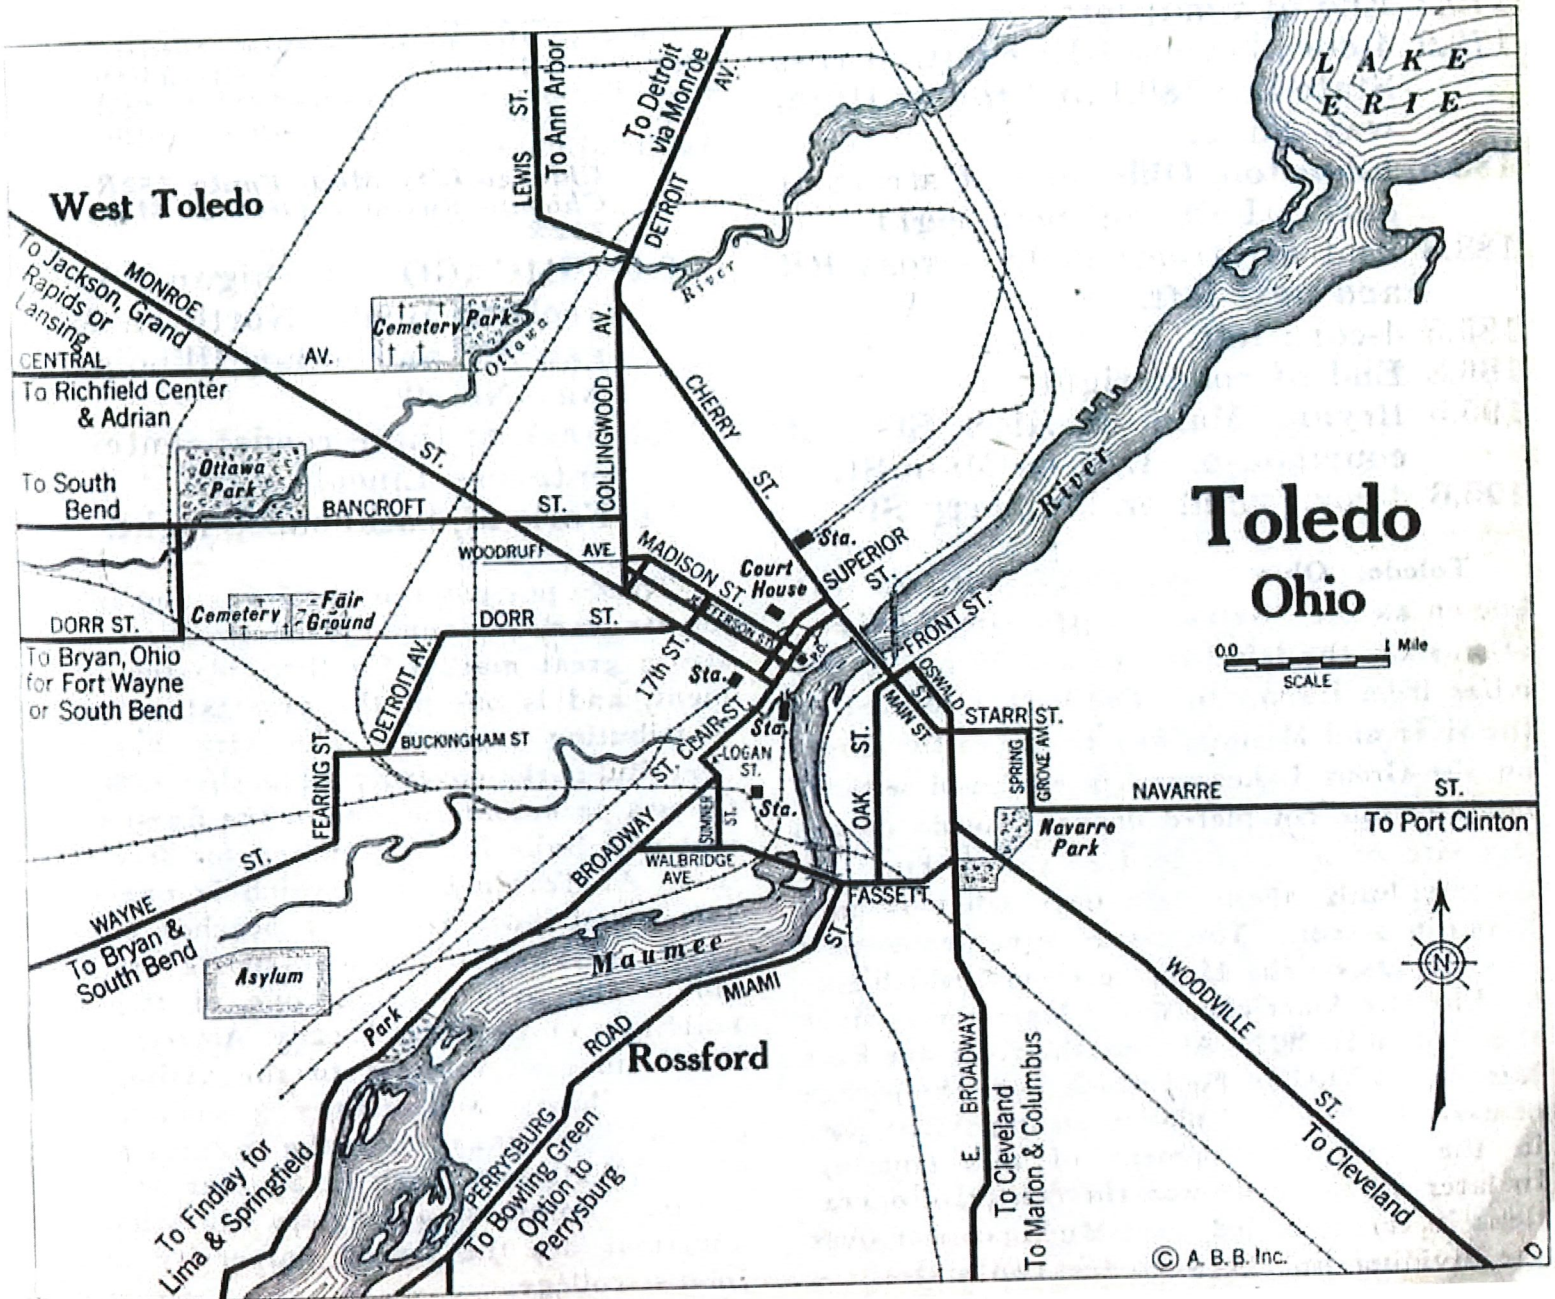 LAKE
ERIE
LEWIS ST.
To Ann Arbor
To Detroit
via Monroe
DETROIT AV.
West Toledo
To Jackson, Grand
Rapids or
Lansing
MONROE ST.
Cemetery
Park
Ottawa
River
CENTRAL AV.
To Richfield Center
& Adrian
COLLINGWOOD AV.
CHERRY ST.
To South
Bend
Ottawa
Park
BANCROFT ST.
River
Toledo
Ohio
WOODRUFF AVE.
MADISON ST.
Court
House
Sta.
SUPERIOR
ST.
Cemetery
Fair
Ground
DORR ST.
DORR ST.
JEFFERSON ST.
P.O.
FRONT ST.
0.0
1 Mile
SCALE
To Bryan, Ohio
for Fort Wayne
or South Bend
DETROIT AV.
17th ST.
Sta.
OSWALD
ST.
MAIN ST.
STARR ST.
BUCKINGHAM ST
ST. CLAIR ST.
Sta.
LOGAN
ST.
SPRING
GROVE AV.
FEARING ST.
Sta.
SUMNER
ST.
OAK ST.
NAVARRE ST.
To Port Clinton
Navarre
Park
WAYNE ST.
To Bryan &
South Bend
BROADWAY
WALBRIDGE
AVE.
FASSETT
ST.
Asylum
Maumee
MIAMI
WOODVILLE ST.
To Cleveland
N
Park
ROAD
Rossford
PERRYSBURG
To Bowling Green
Option to
Perrysburg
E. BROADWAY
To Cleveland
To Marion & Columbus
To Findlay for
Lima & Springfield
© A. B. B. Inc.
D